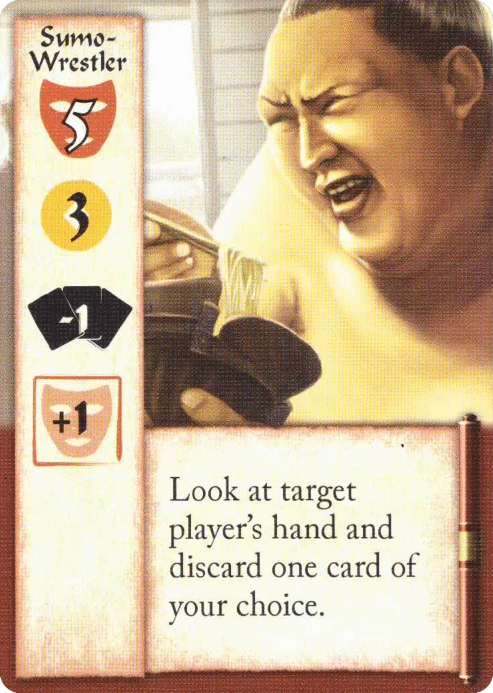 Sumo-
Wrestler
5
3
-1
+1
Look at target
player's hand and
discard one card of
your choice.